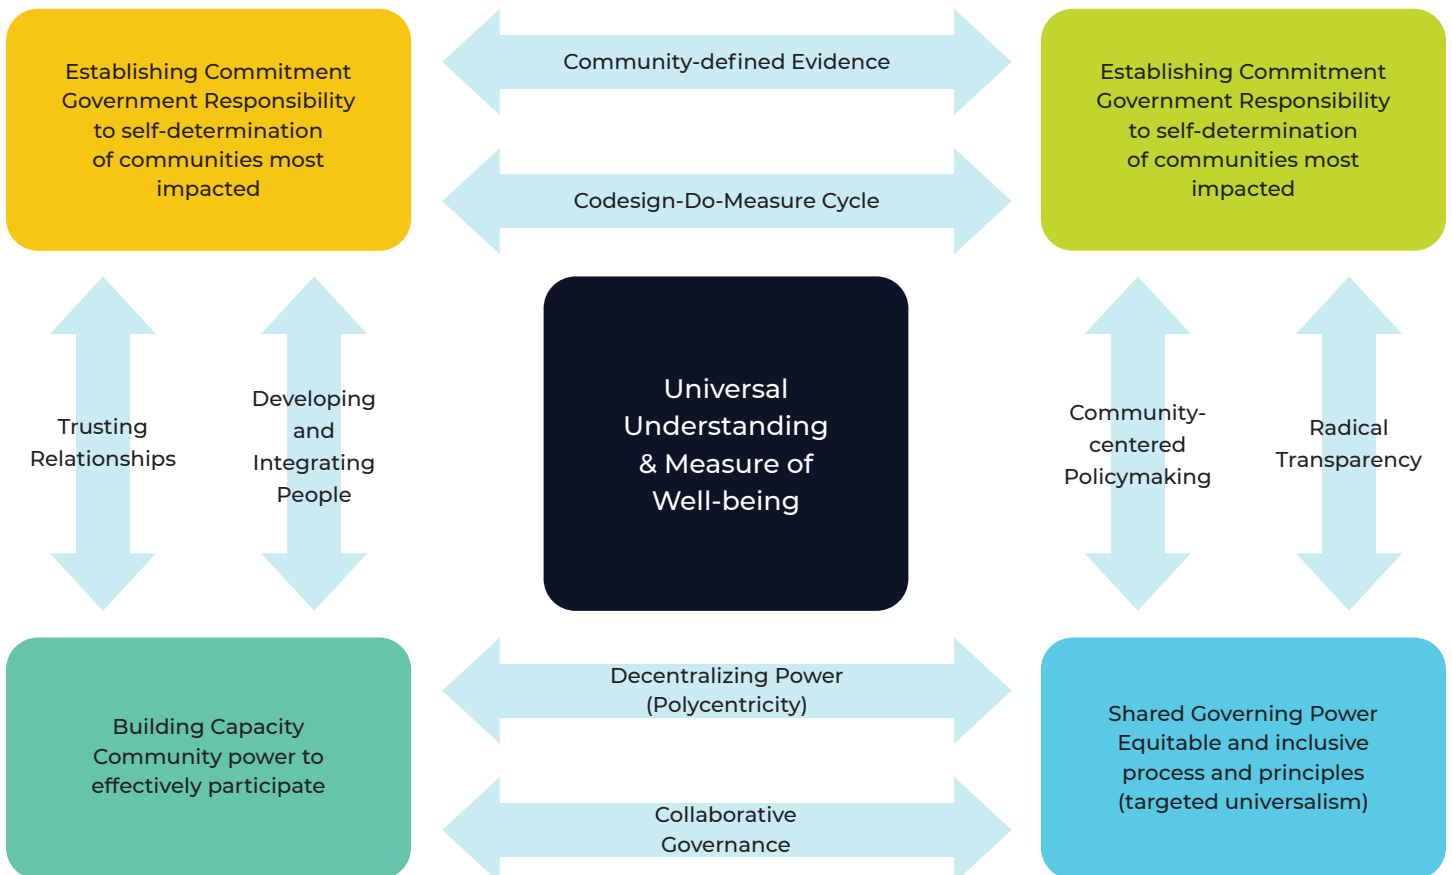 Establishing Commitment
Government Responsibility
to self-determination
of communities most
impacted
Community-defined Evidence
Codesign-Do-Measure Cycle
Establishing Commitment
Government Responsibility
to self-determination
of communities most
impacted
Trusting
Relationships
Developing
and
Integrating
People
Universal
Understanding
& Measure of
Well-being
Community-
centered
Policymaking
Radical
Transparency
Building Capacity
Community power to
effectively participate
Decentralizing Power
(Polycentricity)
Collaborative
Governance
Shared Governing Power
Equitable and inclusive
process and principles
(targeted universalism)